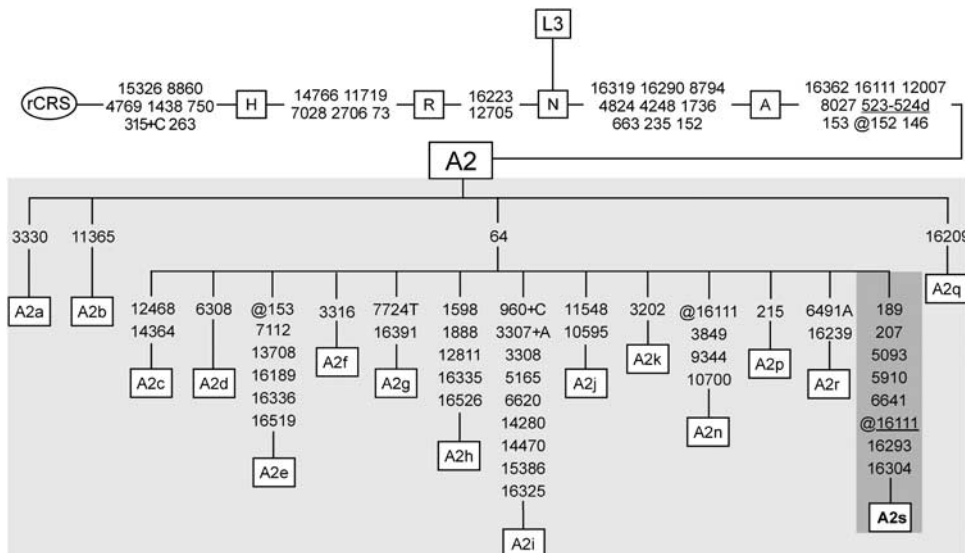 L3
rCRS
15326 8860
4769 1438 750
315+C 263
H
14766 11719
7028 2706 73
R
16223
12705
N
16319 16290 8794
4824 4248 1736
663 235 152
A
16362 16111 12007
8027 523-524d
153 @152 146
A2
3330
A2a
11365
A2b
64
16209
A2q
12468
14364
A2c
6308
A2d
@153
7112
13708
16189
16336
16519
A2e
3316
A2f
7724T
16391
A2g
1598
1888
12811
16335
16526
A2h
960+C
3307+A
3308
5165
6620
14280
14470
15386
16325
A2i
11548
10595
A2j
3202
A2k
@16111
3849
9344
10700
A2n
215
A2p
6491A
16239
A2r
189
207
5093
5910
6641
@16111
16293
16304
A2s